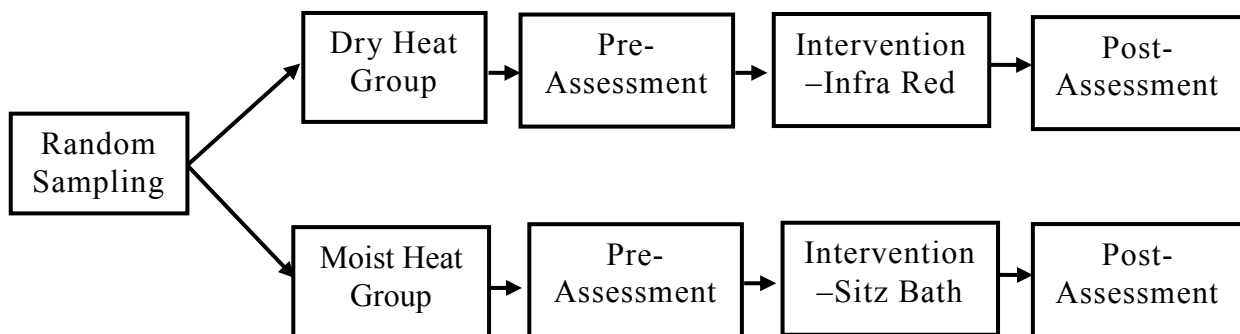 Random
Sampling
Dry Heat
Group
Pre-
Assessment
Intervention
–Infra Red
Post-
Assessment
Moist Heat
Group
Pre-
Assessment
Intervention
–Sitz Bath
Post-
Assessment